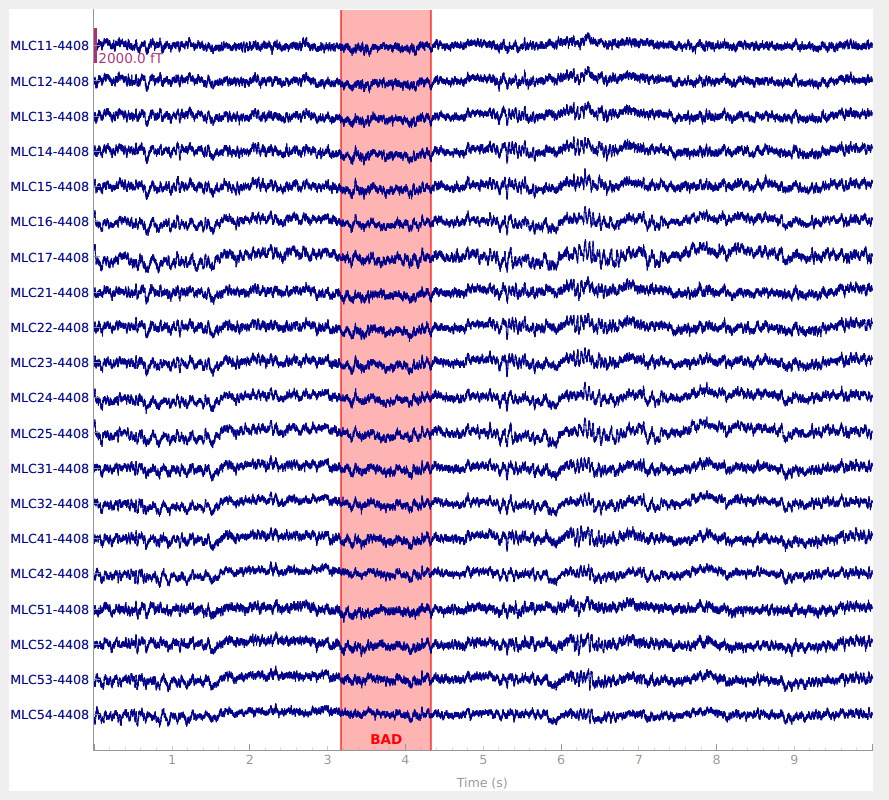 MLC11-4408
2000.0 fT
MLC12-4408
MLC13-4408
MLC14-4408
MLC15-4408
MLC16-4408
MLC17-4408
MLC21-4408
MLC22-4408
MLC23-4408
MLC24-4408
MLC25-4408
MLC31-4408
MLC32-4408
MLC41-4408
MLC42-4408
MLC51-4408
MLC52-4408
MLC53-4408
MLC54-4408
BAD
1 2 3 4 5 6 7 8 9
Time (s)